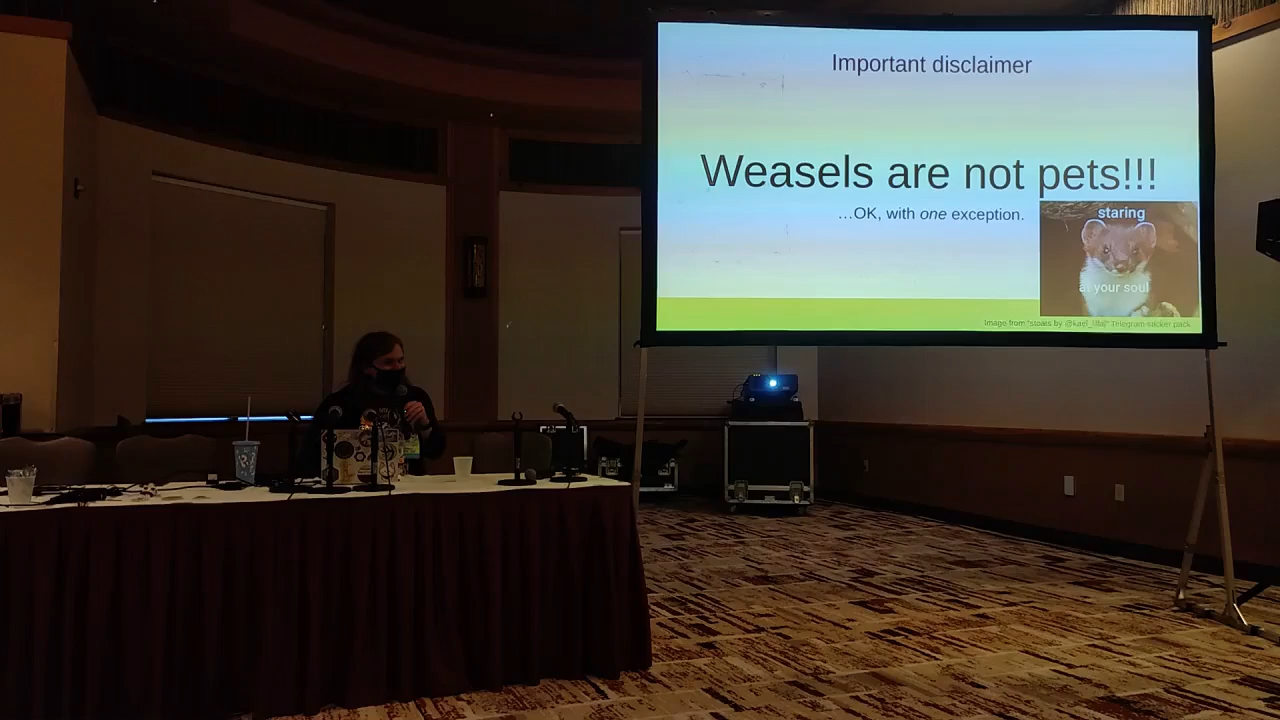 Important disclaimer
Weasels are not pets!!!
…OK, with one exception.
staring
at your soul